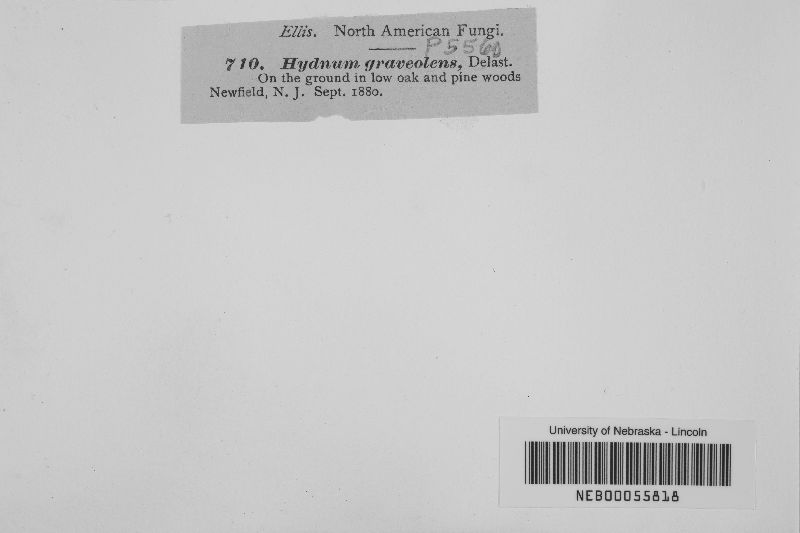 Ellis. North American Fungi.
P5560
710. Hydnum graveolens, Delast.
On the ground in low oak and pine woods
Newfield, N. J. Sept. 1880.
University of Nebraska - Lincoln
NEB00055818